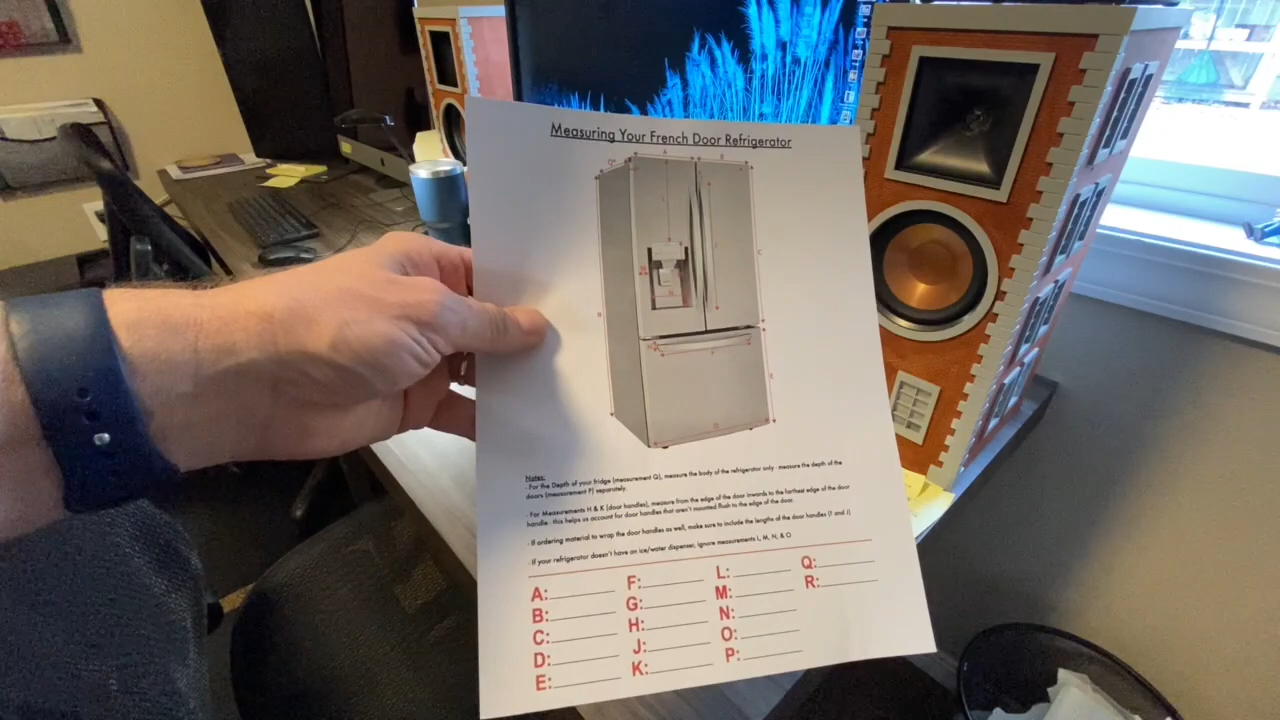 Measuring Your French Door Refrigerator
Notes:
- For the Depth of your fridge (measurement Q), measure the body of the refrigerator only - measure the depth of the
doors (measurement P) separately.
- For Measurements H & K (door handles), measure from the edge of the door inwards to the farthest edge of the door
handle - this helps us account for door handles that aren't mounted flush to the edge of the door.
- If ordering material to wrap the door handles as well, make sure to include the lengths of the door handles (F and J)
- If your refrigerator doesn't have an ice/water dispenser, ignore measurements L, M, N, & O
A: F: L: Q:
B: G: M: R:
C: H: N:
D: J: O:
E: K: P: